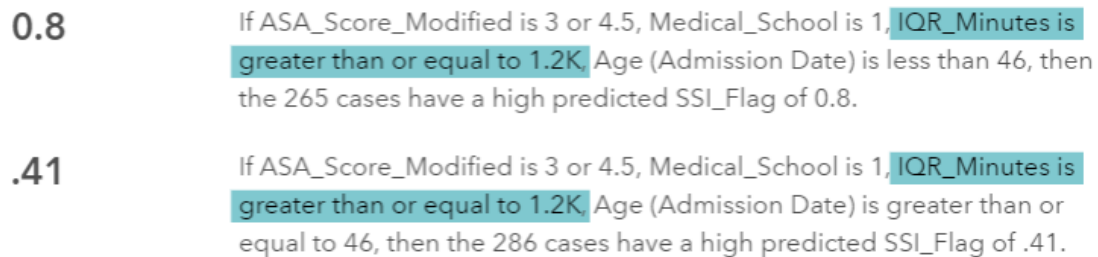 0.8
If ASA_Score_Modified is 3 or 4.5, Medical_School is 1, IQR_Minutes is
greater than or equal to 1.2K, Age (Admission Date) is less than 46, then
the 265 cases have a high predicted SSI_Flag of 0.8.
.41
If ASA_Score_Modified is 3 or 4.5, Medical_School is 1, IQR_Minutes is
greater than or equal to 1.2K, Age (Admission Date) is greater than or
equal to 46, then the 286 cases have a high predicted SSI_Flag of .41.